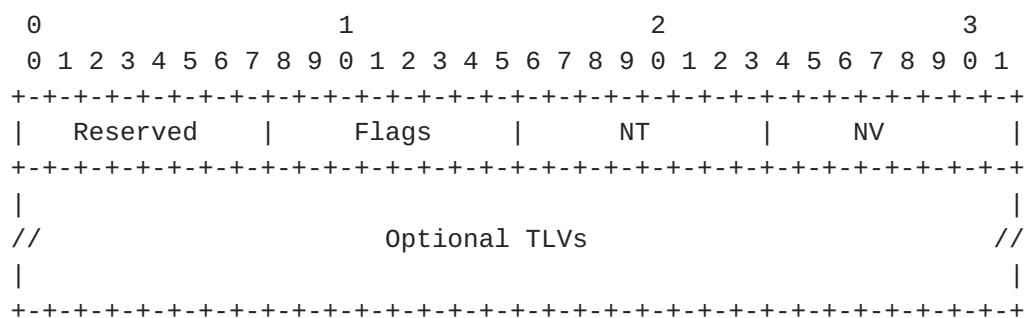 0                   1                   2                   3
 0 1 2 3 4 5 6 7 8 9 0 1 2 3 4 5 6 7 8 9 0 1 2 3 4 5 6 7 8 9 0 1
+-+-+-+-+-+-+-+-+-+-+-+-+-+-+-+-+-+-+-+-+-+-+-+-+-+-+-+-+-+-+-+-+
|   Reserved    |     Flags     |      NT       |     NV        |
+-+-+-+-+-+-+-+-+-+-+-+-+-+-+-+-+-+-+-+-+-+-+-+-+-+-+-+-+-+-+-+-+
|                                                               |
//                      Optional TLVs                          //
|                                                               |
+-+-+-+-+-+-+-+-+-+-+-+-+-+-+-+-+-+-+-+-+-+-+-+-+-+-+-+-+-+-+-+-+